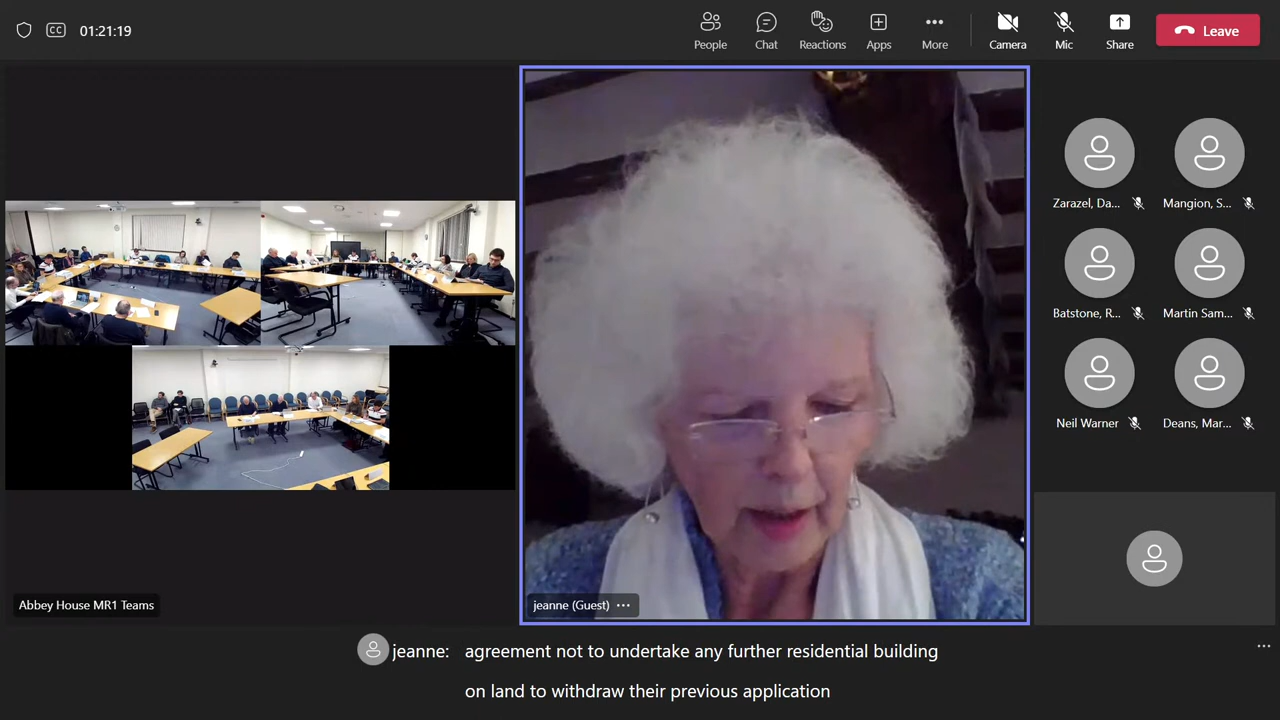 CC
01:21:19
People
Chat
Reactions
Apps
More
Camera
Mic
Share
Leave
Zarazel, Da...
Mangion, S...
Batstone, R...
Martin Sam...
Neil Warner
Deans, Mar...
Abbey House MR1 Teams
jeanne (Guest)
jeanne: agreement not to undertake any further residential building
on land to withdraw their previous application